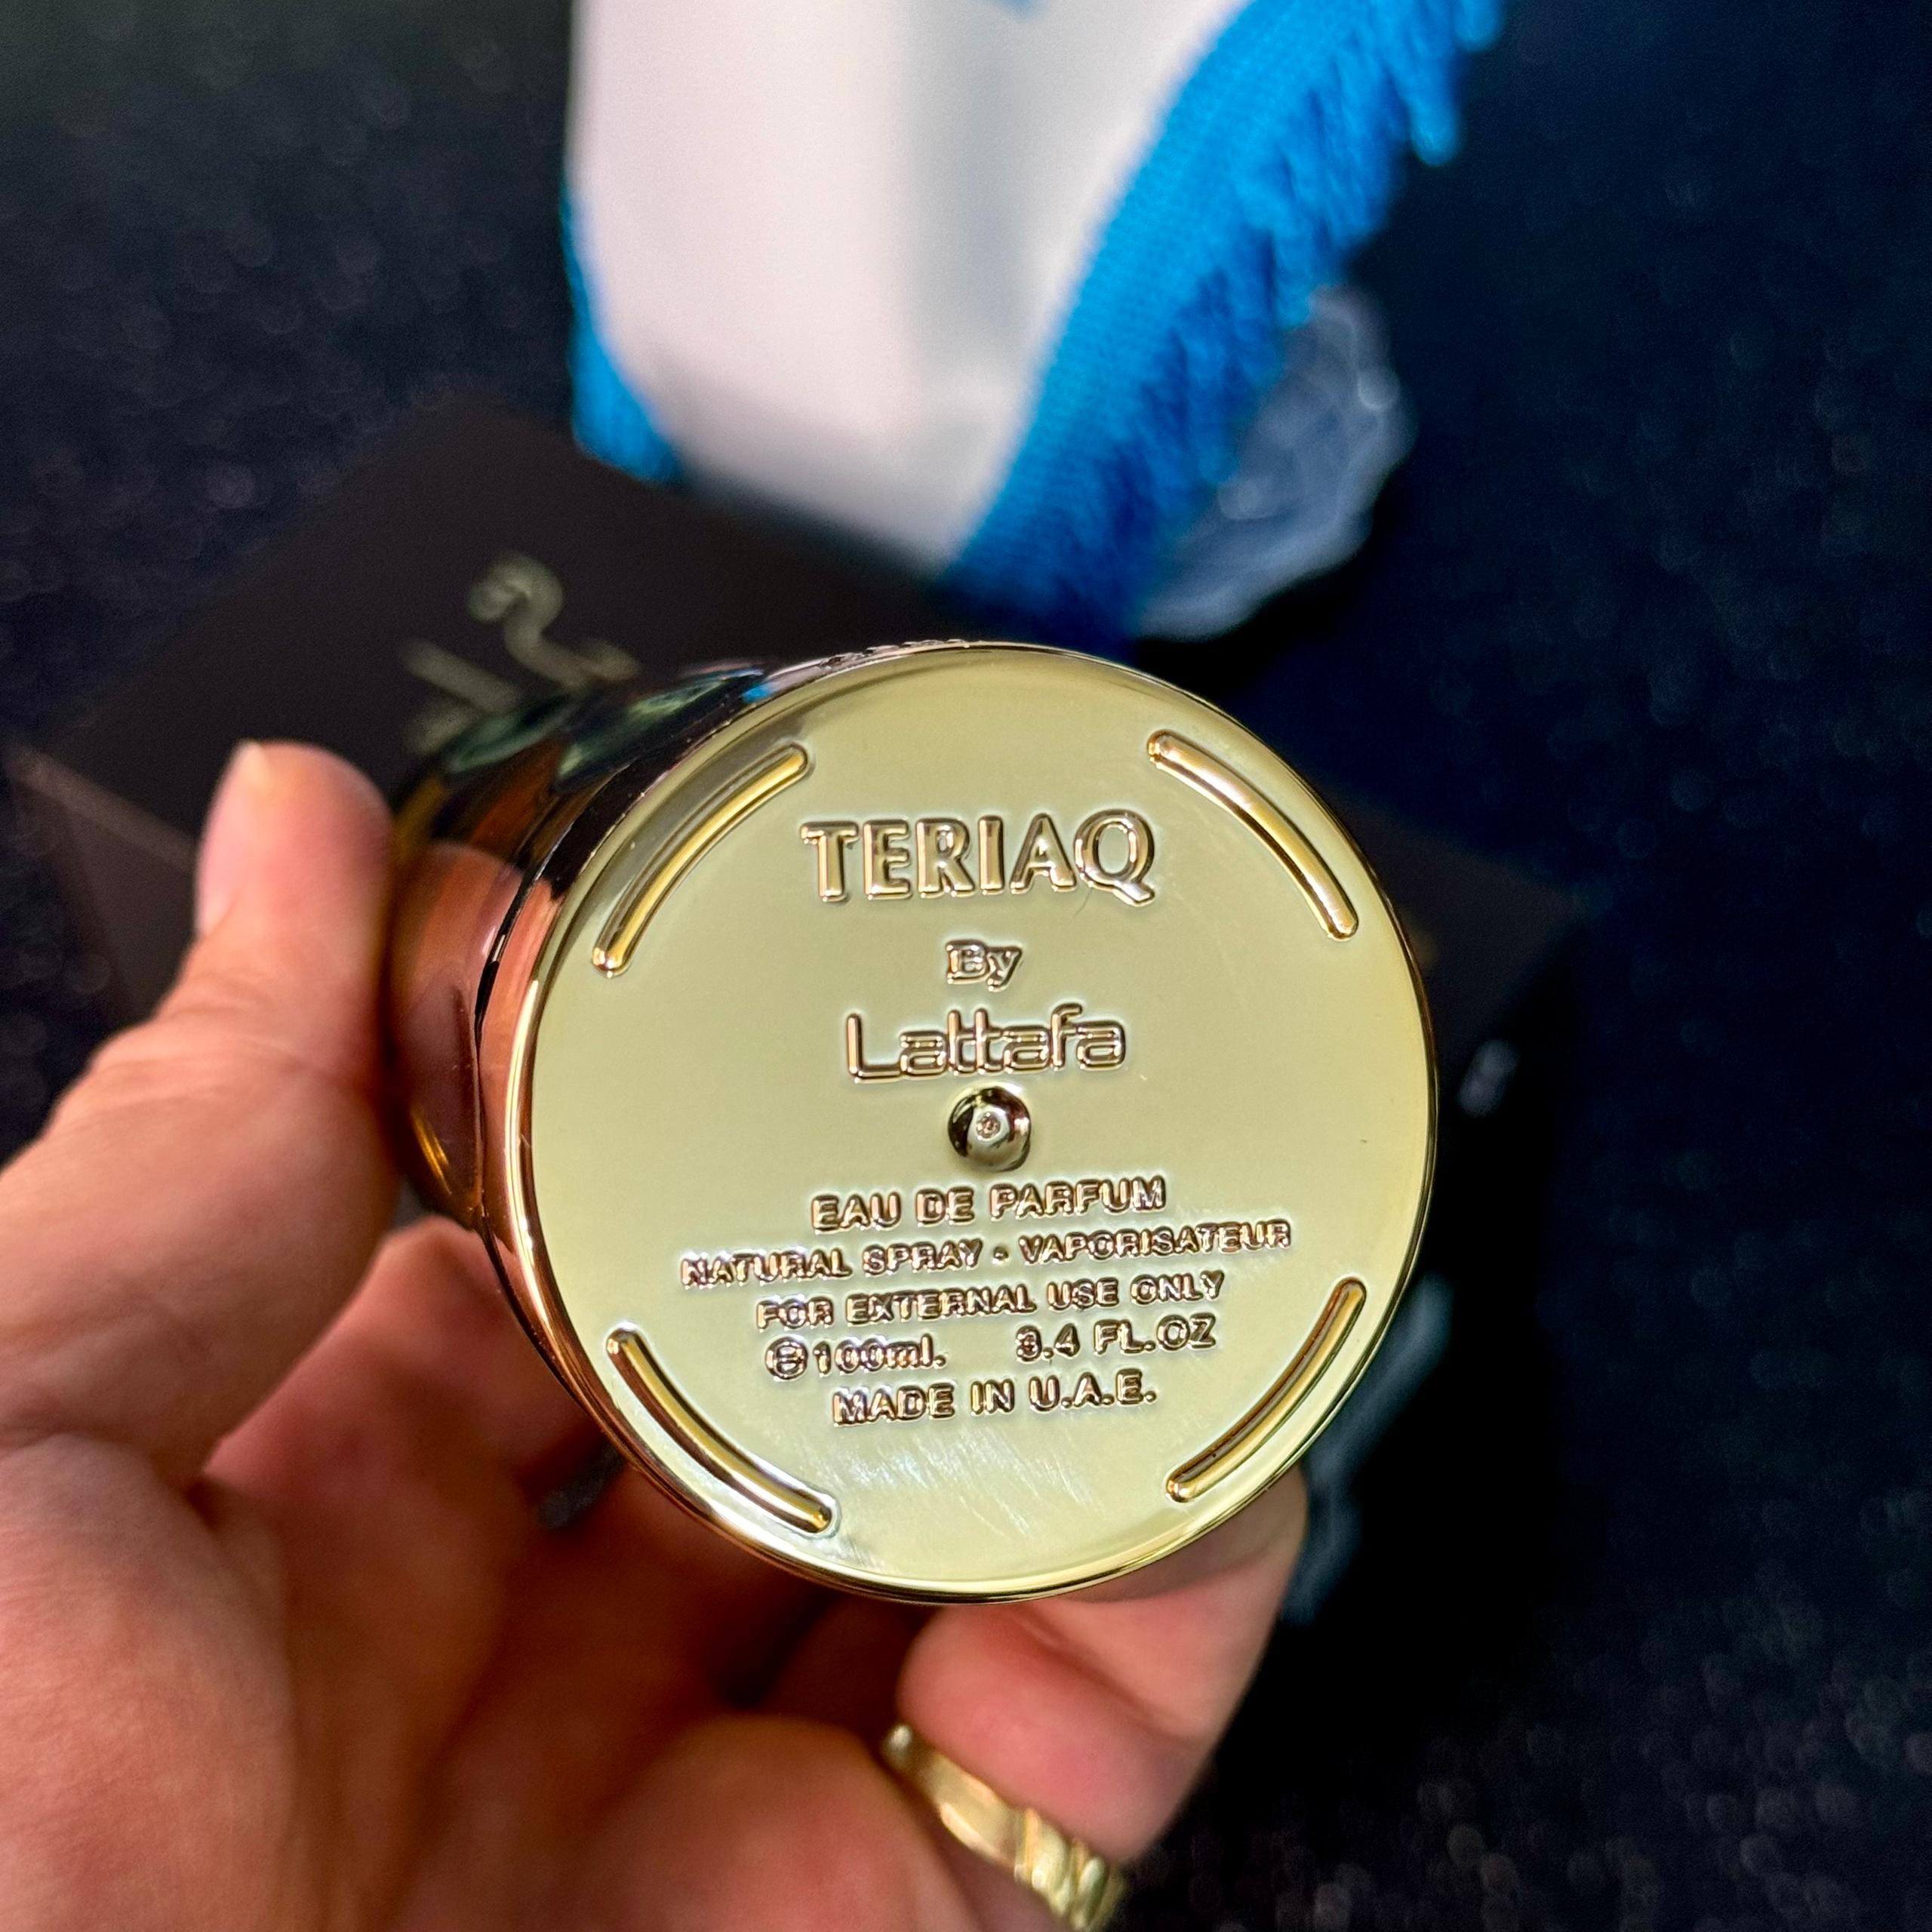 TERIAQ
By
Lattafa
EAU DE PARFUM
NATURAL SPRAY - VAPORISATEUR
FOR EXTERNAL USE ONLY
℮100ml. 3.4 FL.OZ
MADE IN U.A.E.